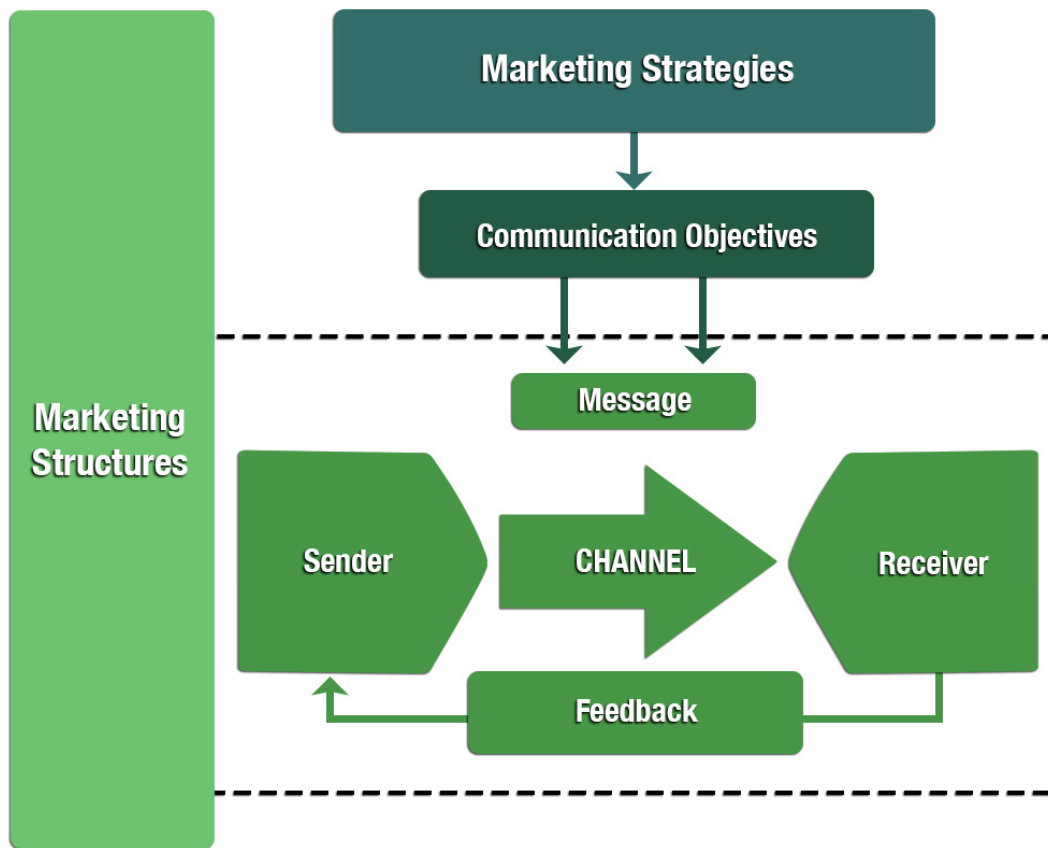 Marketing Strategies
Communication Objectives
Message
Marketing
Structures
Sender
CHANNEL
Receiver
Feedback